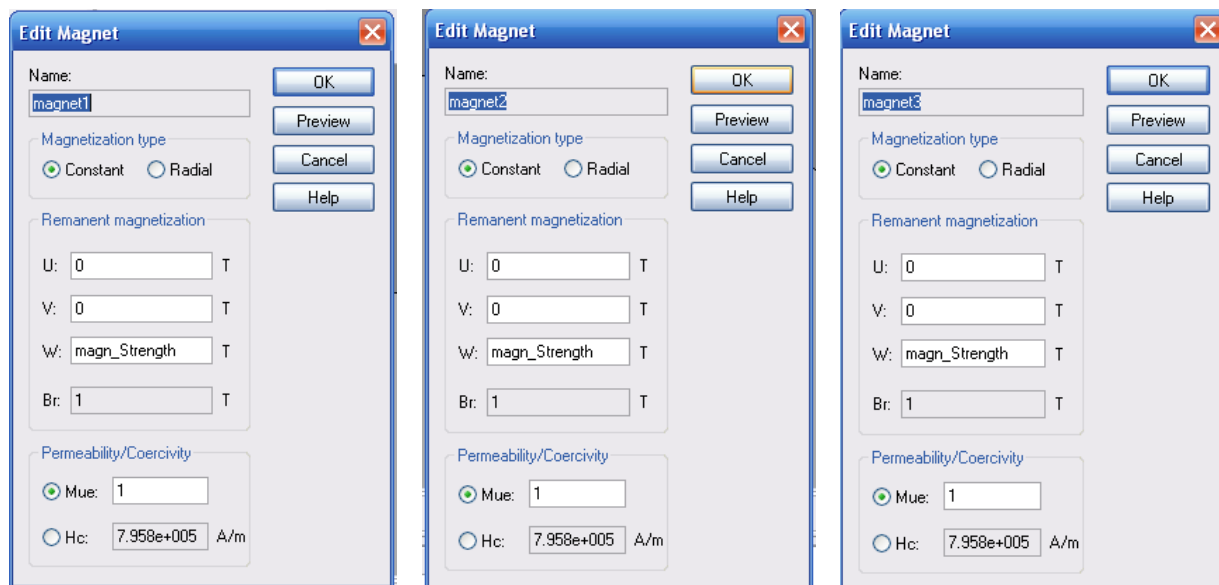 Edit Magnet
Name:
OK
magnet1
Preview
Magnetization type
Constant Radial
Cancel
Help
Remanent magnetization
U: 0 T
V: 0 T
W: magn_Strength T
Br: 1 T
Permeability/Coercivity
Mue: 1
Hc: 7.958e+005 A/m
Edit Magnet
Name:
OK
magnet2
Preview
Magnetization type
Constant Radial
Cancel
Help
Remanent magnetization
U: 0 T
V: 0 T
W: magn_Strength T
Br: 1 T
Permeability/Coercivity
Mue: 1
Hc: 7.958e+005 A/m
Edit Magnet
Name:
OK
magnet3
Preview
Magnetization type
Constant Radial
Cancel
Help
Remanent magnetization
U: 0 T
V: 0 T
W: magn_Strength T
Br: 1 T
Permeability/Coercivity
Mue: 1
Hc: 7.958e+005 A/m